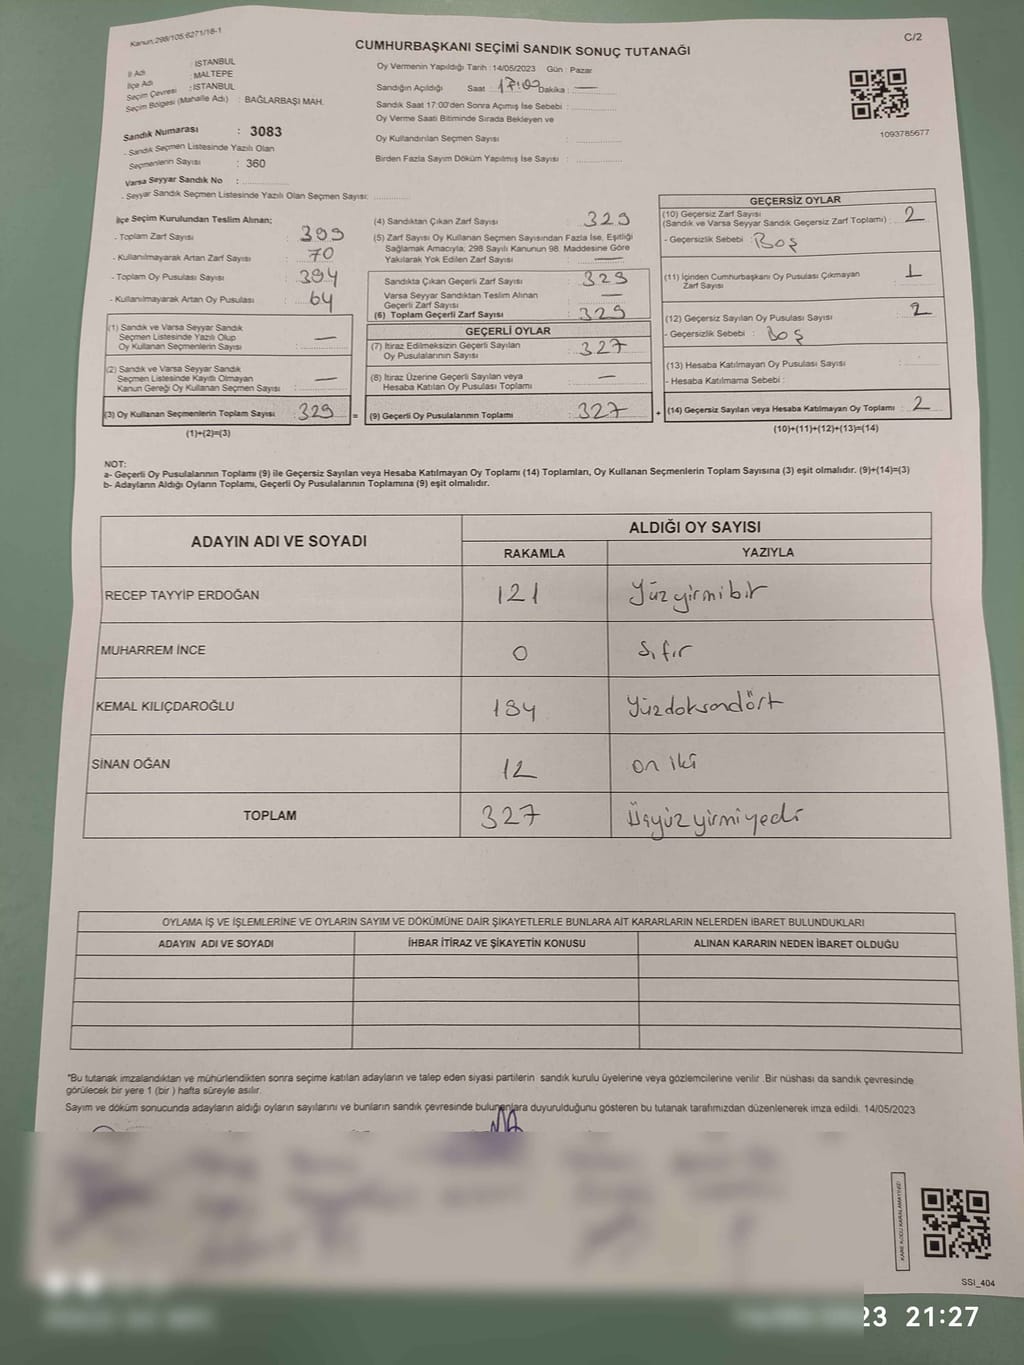 Kanun:298/105:6271/18-1
C/2
CUMHURBAŞKANI SEÇİMİ SANDIK SONUÇ TUTANAĞI
İl Adı : İSTANBUL
İlçe Adı : MALTEPE
Seçim Çevresi : İSTANBUL
Seçim Bölgesi (Mahalle Adı) : BAĞLARBAŞI MAH.
Sandık Numarası : 3083
- Sandık Seçmen Listesinde Yazılı Olan
Seçmenlerin Sayısı : 360
Varsa Seyyar Sandık No :
- Seyyar Sandık Seçmen Listesinde Yazılı Olan Seçmen Sayısı:
Oy Vermenin Yapıldığı Tarih : 14/05/2023 Gün : Pazar
Sandığın Açıldığı Saat : 17:00 Dakika : —
Sandık Saat 17:00'den Sonra Açımış İse Sebebi :
Oy Verme Saati Bitiminde Sırada Bekleyen ve
Oy Kullandırılan Seçmen Sayısı :
Birden Fazla Sayım Döküm Yapılmış İse Sayısı :
1093785677
İlçe Seçim Kurulundan Teslim Alınan;
- Toplam Zarf Sayısı : 399
- Kullanılmayarak Artan Zarf Sayısı : 70
- Toplam Oy Pusulası Sayısı : 394
- Kullanılmayarak Artan Oy Pusulası : 64
(1) Sandık ve Varsa Seyyar Sandık
Seçmen Listesinde Yazılı Olup
Oy Kullanan Seçmenlerin Sayısı : —
(2) Sandık ve Varsa Seyyar Sandık
Seçmen Listesinde Kayıtlı Olmayan
Kanun Gereği Oy Kullanan Seçmen Sayısı : —
(3) Oy Kullanan Seçmenlerin Toplam Sayısı : 329 =
(1)+(2)=(3)
(4) Sandıktan Çıkan Zarf Sayısı : 329
(5) Zarf Sayısı Oy Kullanan Seçmen Sayısından Fazla İse, Eşitliği
Sağlamak Amacıyla; 298 Sayılı Kanunun 98. Maddesine Göre
Yakılarak Yok Edilen Zarf Sayısı : —
Sandıkta Çıkan Geçerli Zarf Sayısı : 329
Varsa Seyyar Sandıktan Teslim Alınan
Geçerli Zarf Sayısı : —
(6) Toplam Geçerli Zarf Sayısı : 329
GEÇERLİ OYLAR
(7) İtiraz Edilmeksizin Geçerli Sayılan
Oy Pusulalarının Sayısı : 327
(8) İtiraz Üzerine Geçerli Sayılan veya
Hesaba Katılan Oy Pusulası Toplamı : —
(9) Geçerli Oy Pusulalarının Toplamı : 327 +
GEÇERSİZ OYLAR
(10) Geçersiz Zarf Sayısı
(Sandık ve Varsa Seyyar Sandık Geçersiz Zarf Toplamı) : 2
- Geçersizlik Sebebi : Boş
(11) İçinden Cumhurbaşkanı Oy Pusulası Çıkmayan
Zarf Sayısı : 1
(12) Geçersiz Sayılan Oy Pusulası Sayısı : 2
- Geçersizlik Sebebi : Boş
(13) Hesaba Katılmayan Oy Pusulası Sayısı :
- Hesaba Katılmama Sebebi :
(14) Geçersiz Sayılan veya Hesaba Katılmayan Oy Toplamı : 2
(10)+(11)+(12)+(13)=(14)
NOT:
a- Geçerli Oy Pusulalarının Toplamı (9) ile Geçersiz Sayılan veya Hesaba Katılmayan Oy Toplamı (14) Toplamları, Oy Kullanan Seçmenlerin Toplam Sayısına (3) eşit olmalıdır. (9)+(14)=(3)
b- Adayların Aldığı Oyların Toplamı, Geçerli Oy Pusulalarının Toplamına (9) eşit olmalıdır.
ADAYIN ADI VE SOYADI ALDIĞI OY SAYISI
RAKAMLA YAZIYLA
RECEP TAYYİP ERDOĞAN 121 Yüzyirmibir
MUHARREM İNCE 0 Sıfır
KEMAL KILIÇDAROĞLU 194 Yüzdoksandört
SİNAN OĞAN 12 on iki
TOPLAM 327 Üçyüzyirmiyedi
OYLAMA İŞ VE İŞLEMLERİNE VE OYLARIN SAYIM VE DÖKÜMÜNE DAİR ŞİKAYETLERLE BUNLARA AİT KARARLARIN NELERDEN İBARET BULUNDUKLARI
ADAYIN ADI VE SOYADI İHBAR İTİRAZ VE ŞİKAYETİN KONUSU ALINAN KARARIN NEDEN İBARET OLDUĞU
"Bu tutanak imzalandıktan ve mühürlendikten sonra seçime katılan adayların ve talep eden siyasi partilerin sandık kurulu üyelerine veya gözlemcilerine verilir .Bir nüshası da sandık çevresinde
görülecek bir yere 1 (bir ) hafta süreyle asılır.
Sayım ve döküm sonucunda adayların aldığı oyların sayılarını ve bunların sandık çevresinde bulunanlara duyurulduğunu gösteren bu tutanak tarafımızdan düzenlenerek imza edildi. 14/05/2023
KARE KODU KARALAMAYINIZ!
SSI_404
23 21:27